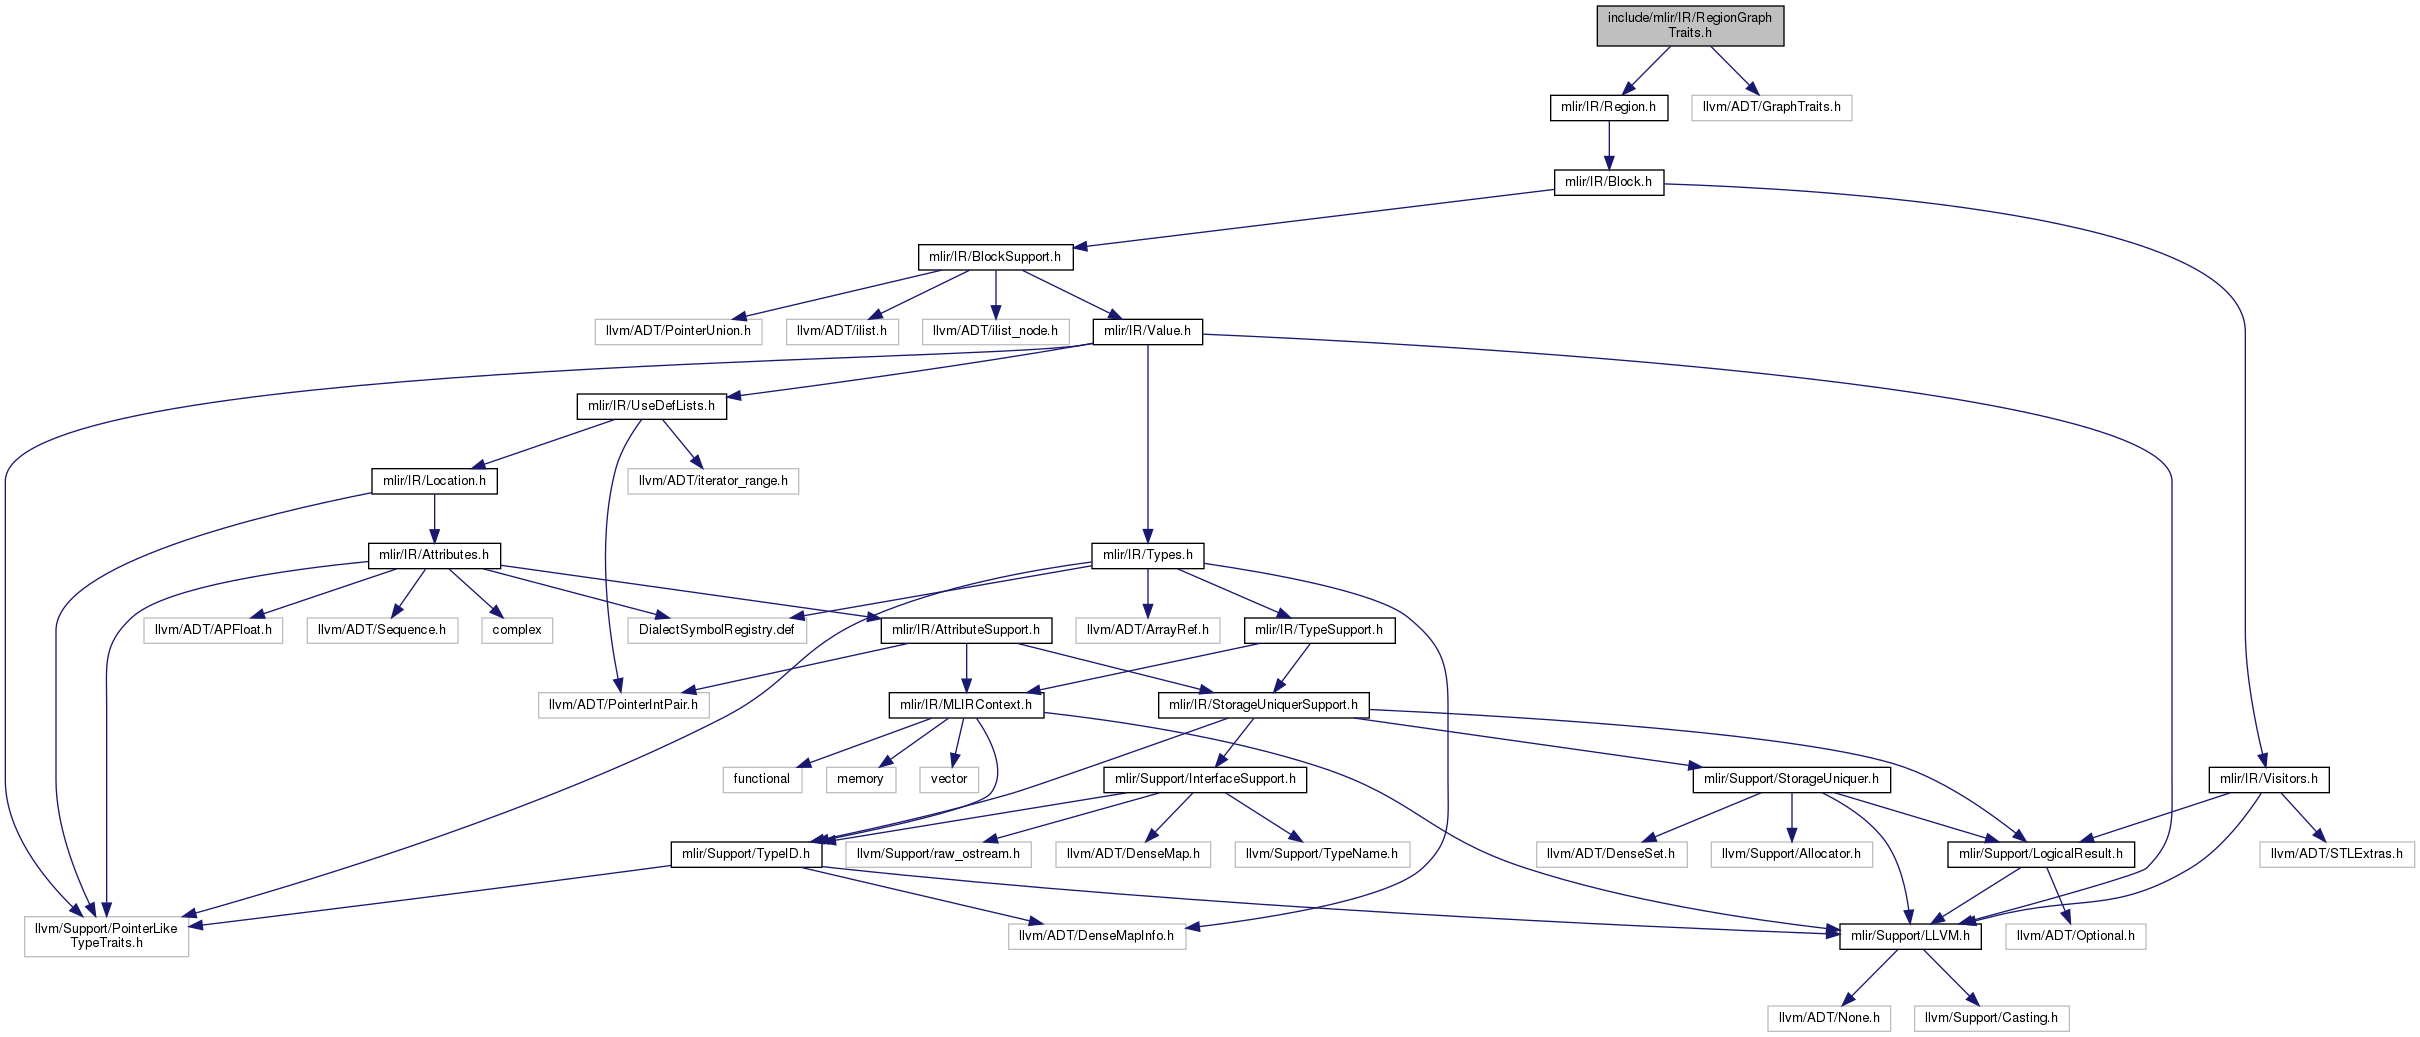 include/mlir/IR/RegionGraph
Traits.h
mlir/IR/Region.h
llvm/ADT/GraphTraits.h
mlir/IR/Block.h
mlir/IR/BlockSupport.h
llvm/ADT/PointerUnion.h
llvm/ADT/ilist.h
llvm/ADT/ilist_node.h
mlir/IR/Value.h
mlir/IR/UseDefLists.h
mlir/IR/Location.h
llvm/ADT/iterator_range.h
mlir/IR/Attributes.h
mlir/IR/Types.h
llvm/ADT/APFloat.h
llvm/ADT/Sequence.h
complex
DialectSymbolRegistry.def
mlir/IR/AttributeSupport.h
llvm/ADT/ArrayRef.h
mlir/IR/TypeSupport.h
llvm/ADT/PointerIntPair.h
mlir/IR/MLIRContext.h
mlir/IR/StorageUniquerSupport.h
functional
memory
vector
mlir/Support/InterfaceSupport.h
mlir/Support/StorageUniquer.h
mlir/IR/Visitors.h
mlir/Support/TypeID.h
llvm/Support/raw_ostream.h
llvm/ADT/DenseMap.h
llvm/Support/TypeName.h
llvm/ADT/DenseSet.h
llvm/Support/Allocator.h
mlir/Support/LogicalResult.h
llvm/ADT/STLExtras.h
llvm/Support/PointerLike
TypeTraits.h
llvm/ADT/DenseMapInfo.h
mlir/Support/LLVM.h
llvm/ADT/Optional.h
llvm/ADT/None.h
llvm/Support/Casting.h